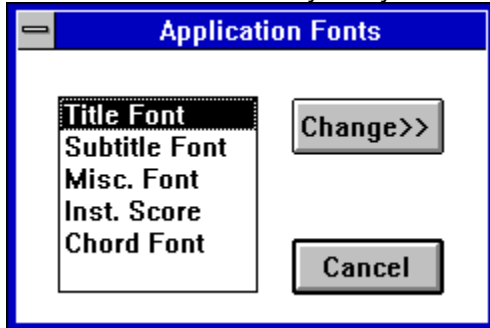 Application Fonts
Title Font
Subtitle Font
Misc. Font
Inst. Score
Chord Font
Change>>
Cancel